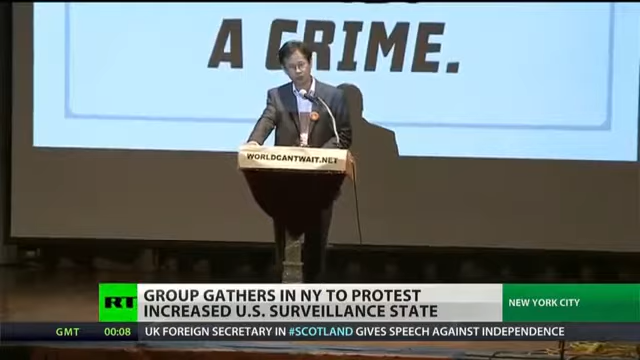 A CRIME.
WORLDCANTWAIT.NET
RT
GROUP GATHERS IN NY TO PROTEST
INCREASED U.S. SURVEILLANCE STATE
NEW YORK CITY
GMT 00:08 UK FOREIGN SECRETARY IN #SCOTLAND GIVES SPEECH AGAINST INDEPENDENCE